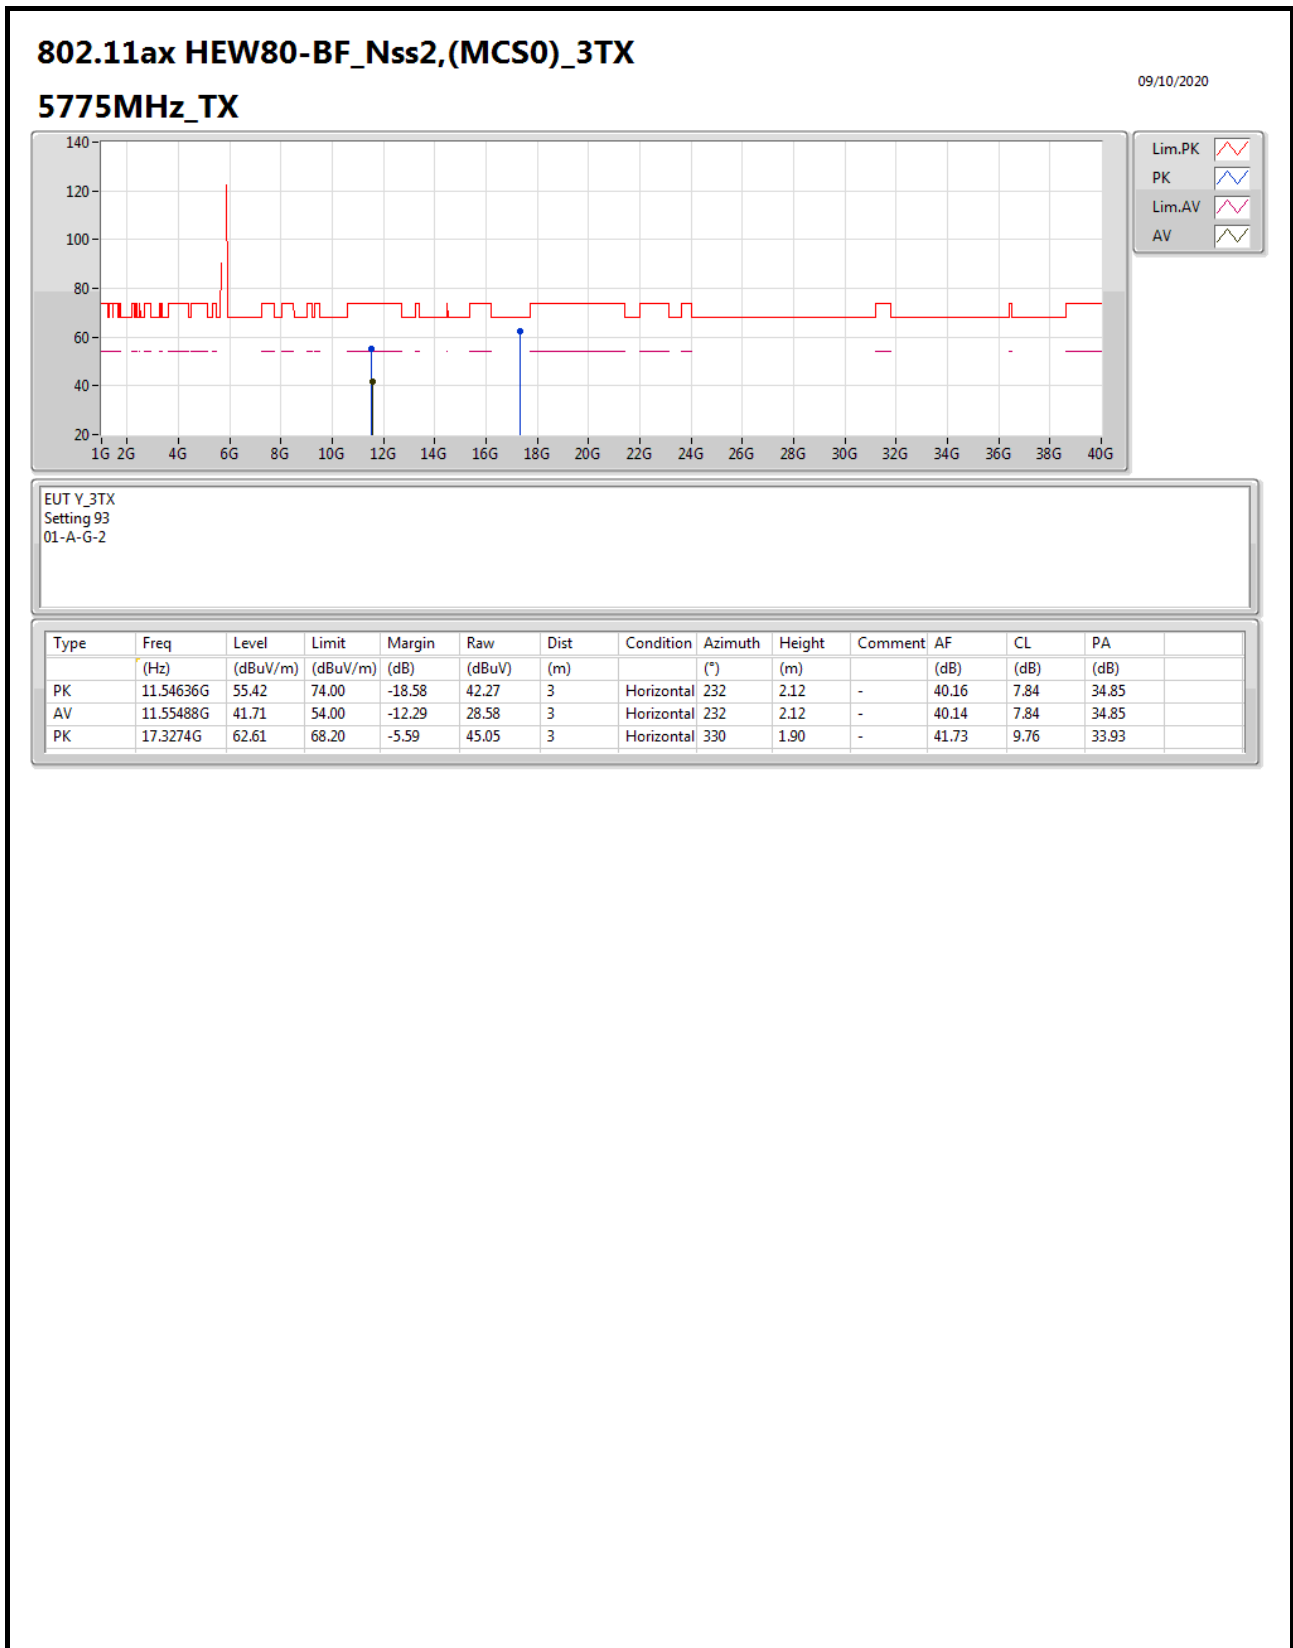 802.11ax HEW80-BF_Nss2,(MCS0)_3TX
09/10/2020
5775MHz_TX
140
120
100
80
60
40
20
1G 2G 4G 6G 8G 10G 12G 14G 16G 18G 20G 22G 24G 26G 28G 30G 32G 34G 36G 38G 40G
Lim.PK
PK
Lim.AV
AV
EUT Y_3TX
Setting 93
01-A-G-2
Type Freq Level Limit Margin Raw Dist Condition Azimuth Height Comment AF CL PA
(Hz) (dBuV/m) (dBuV/m) (dB) (dBuV) (m) (°) (m) (dB) (dB) (dB)
PK 11.54636G 55.42 74.00 -18.58 42.27 3 Horizontal 232 2.12 - 40.16 7.84 34.85
AV 11.55488G 41.71 54.00 -12.29 28.58 3 Horizontal 232 2.12 - 40.14 7.84 34.85
PK 17.3274G 62.61 68.20 -5.59 45.05 3 Horizontal 330 1.90 - 41.73 9.76 33.93